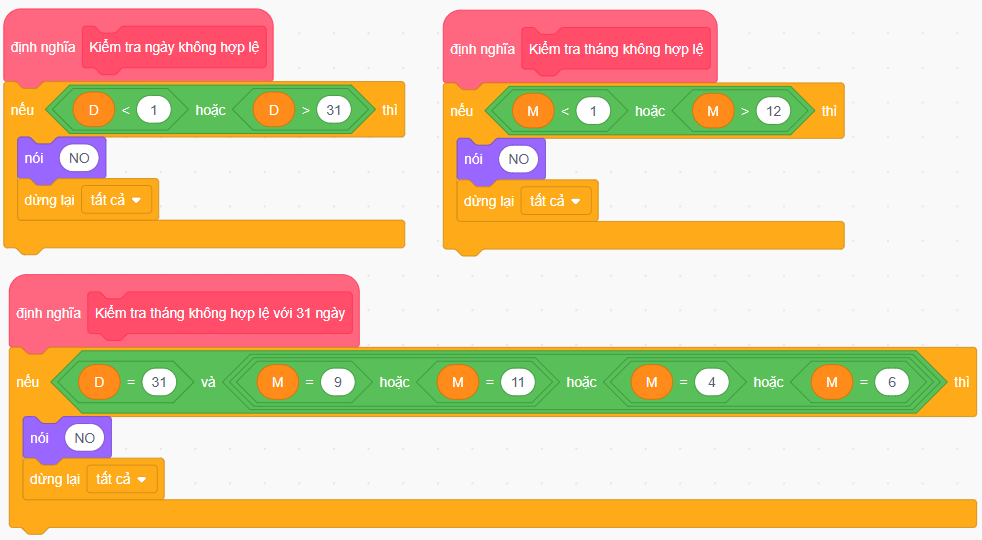 định nghĩa Kiểm tra ngày không hợp lệ
nếu D < 1 hoặc D > 31 thì
nói NO
dừng lại tất cả
định nghĩa Kiểm tra tháng không hợp lệ
nếu M < 1 hoặc M > 12 thì
nói NO
dừng lại tất cả
định nghĩa Kiểm tra tháng không hợp lệ với 31 ngày
nếu D = 31 và M = 9 hoặc M = 11 hoặc M = 4 hoặc M = 6 thì
nói NO
dừng lại tất cả